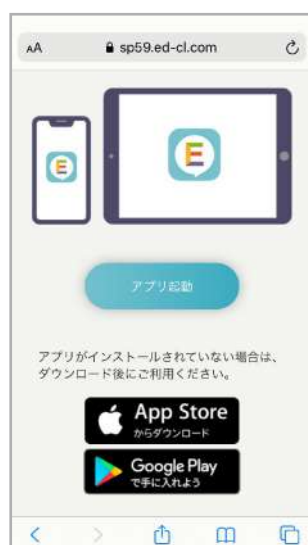 AA sp59.ed-cl.com
E
E
アプリ起動
アプリがインストールされていない場合は、
ダウンロード後にご利用ください。
App Store
からダウンロード
Google Play
で手に入れよう